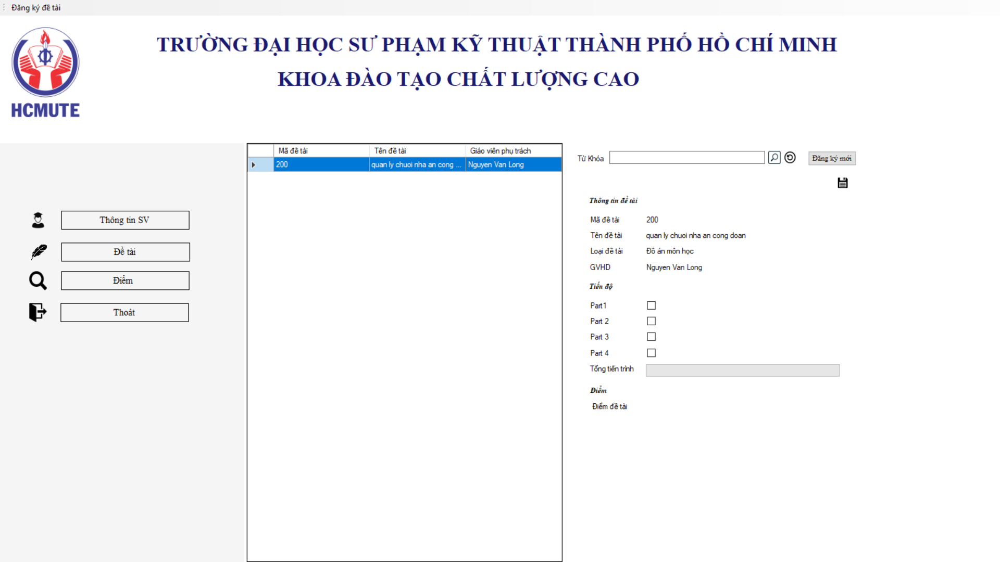 Đăng ký đề tài
TRƯỜNG ĐẠI HỌC SƯ PHẠM KỸ THUẬT THÀNH PHỐ HỒ CHÍ MINH
KHOA ĐÀO TẠO CHẤT LƯỢNG CAO
HCMUTE
Thông tin SV
Đề tài
Điểm
Thoát
Mã đề tài Tên đề tài Giáo viên phụ trách
200 quan ly chuoi nha an cong ... Nguyen Van Long
Từ Khóa Đăng ký mới
Thông tin đề tài
Mã đề tài 200
Tên đề tài quan ly chuoi nha an cong doan
Loại đề tài Đồ án môn học
GVHD Nguyen Van Long
Tiến độ
Part1
Part 2
Part 3
Part 4
Tổng tiến trình
Điểm
Điểm đề tài